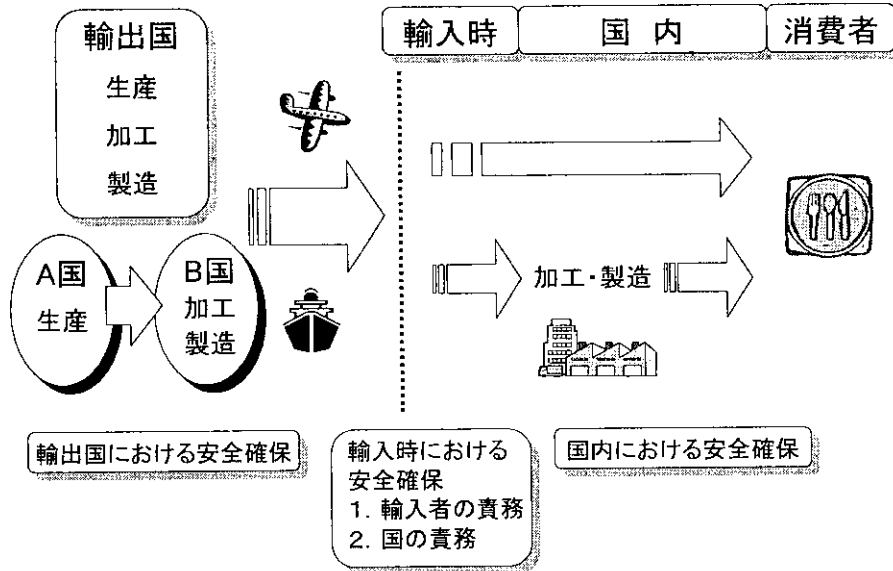 輸出国
生産
加工
製造
輸入時
国内
消費者
A国
生産
B国
加工
製造
加工・製造
輸出国における安全確保
輸入時における
安全確保
1. 輸入者の責務
2. 国の責務
国内における安全確保